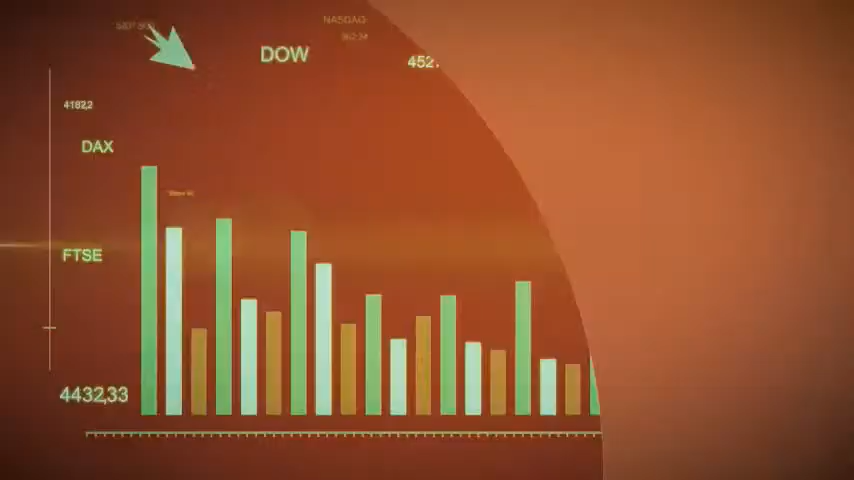 NASDAQ
DOW
452.
4182,2
DAX
FTSE
4432,33